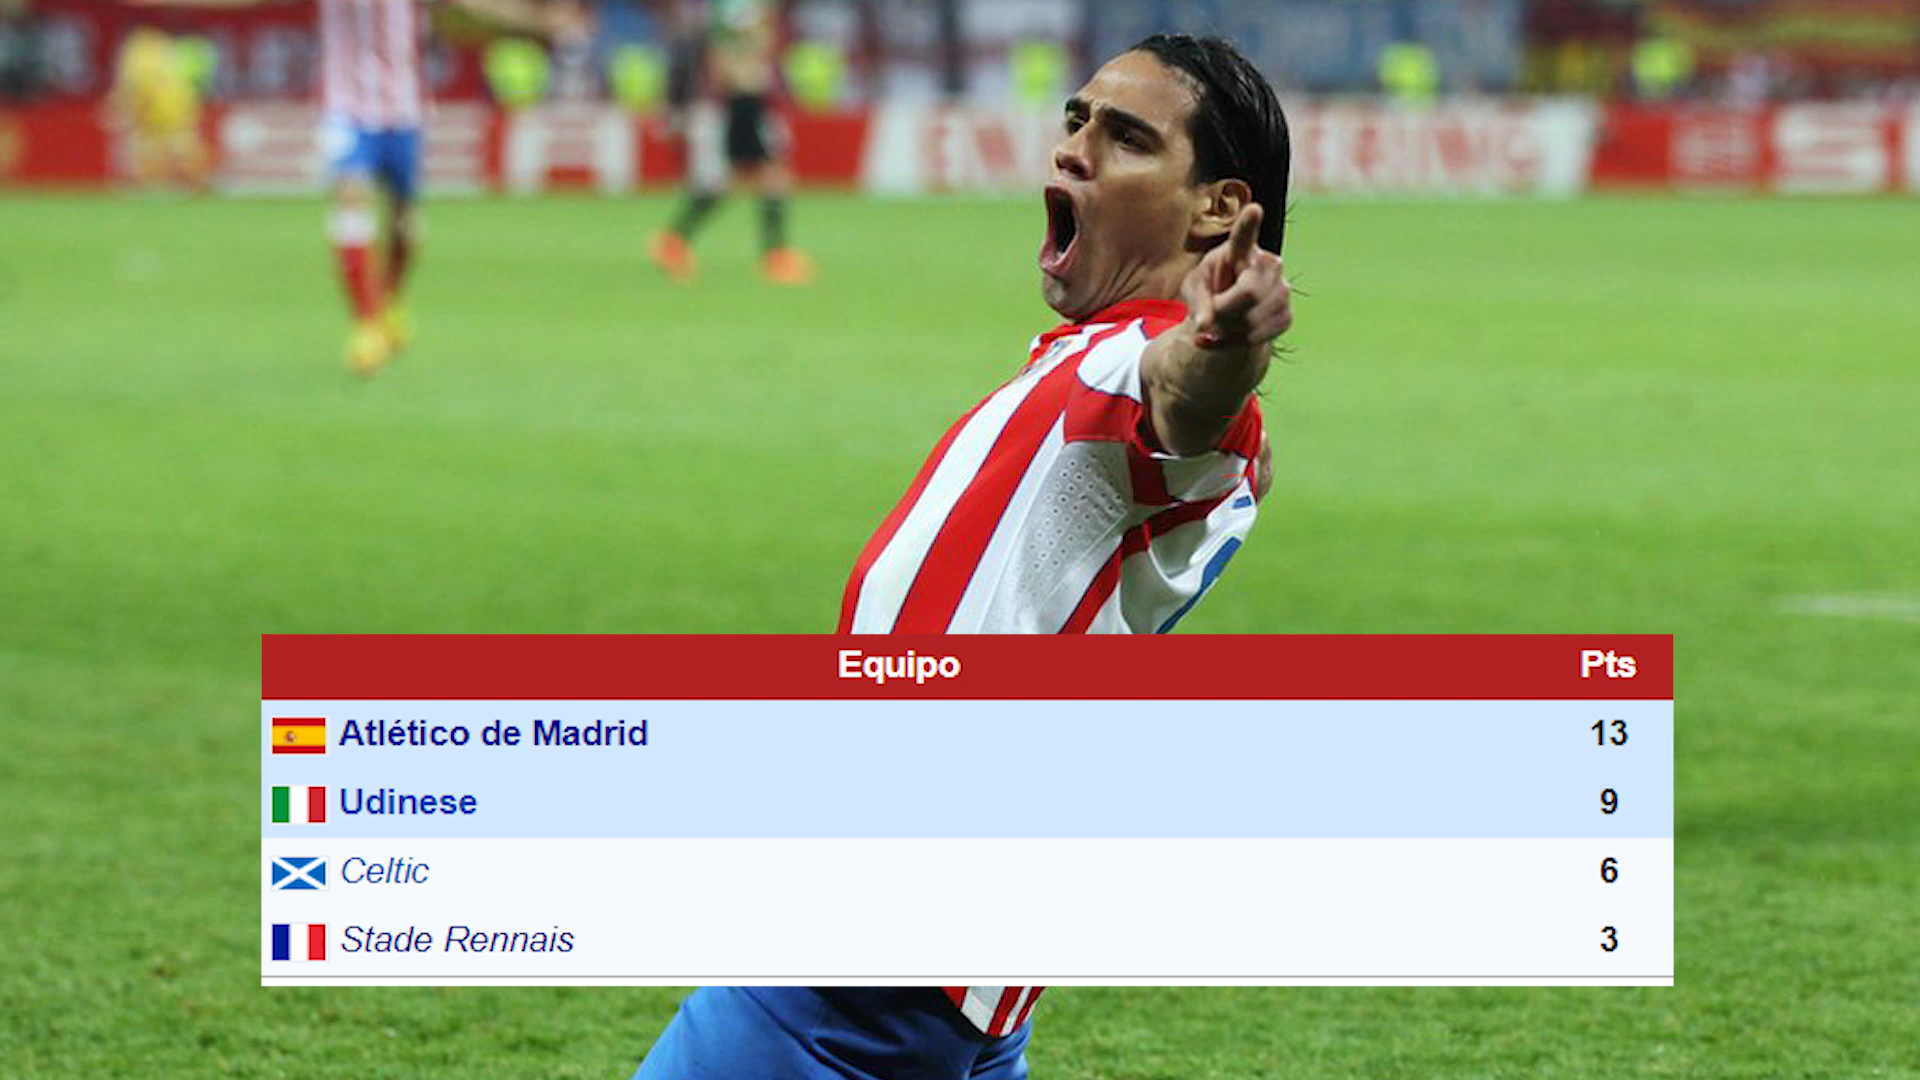 Equipo Pts
Atlético de Madrid 13
Udinese 9
Celtic 6
Stade Rennais 3